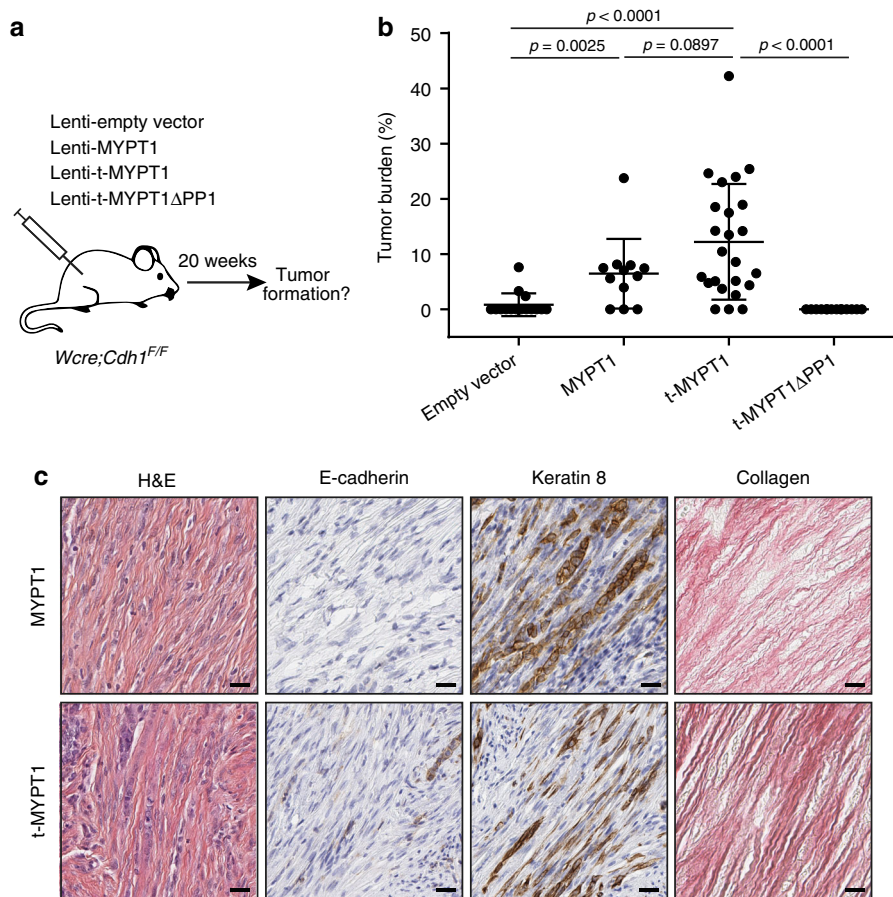 a
Lenti-empty vector
Lenti-MYPT1
Lenti-t-MYPT1
Lenti-t-MYPT1ΔPP1
20 weeks
Tumor
formation?
Wcre;Cdh1^F/F
b
p < 0.0001
p = 0.0025
p = 0.0897
p < 0.0001
Tumor burden (%)
50
40
30
20
10
0
Empty vector
MYPT1
t-MYPT1
t-MYPT1ΔPP1
c
H&E
E-cadherin
Keratin 8
Collagen
MYPT1
t-MYPT1